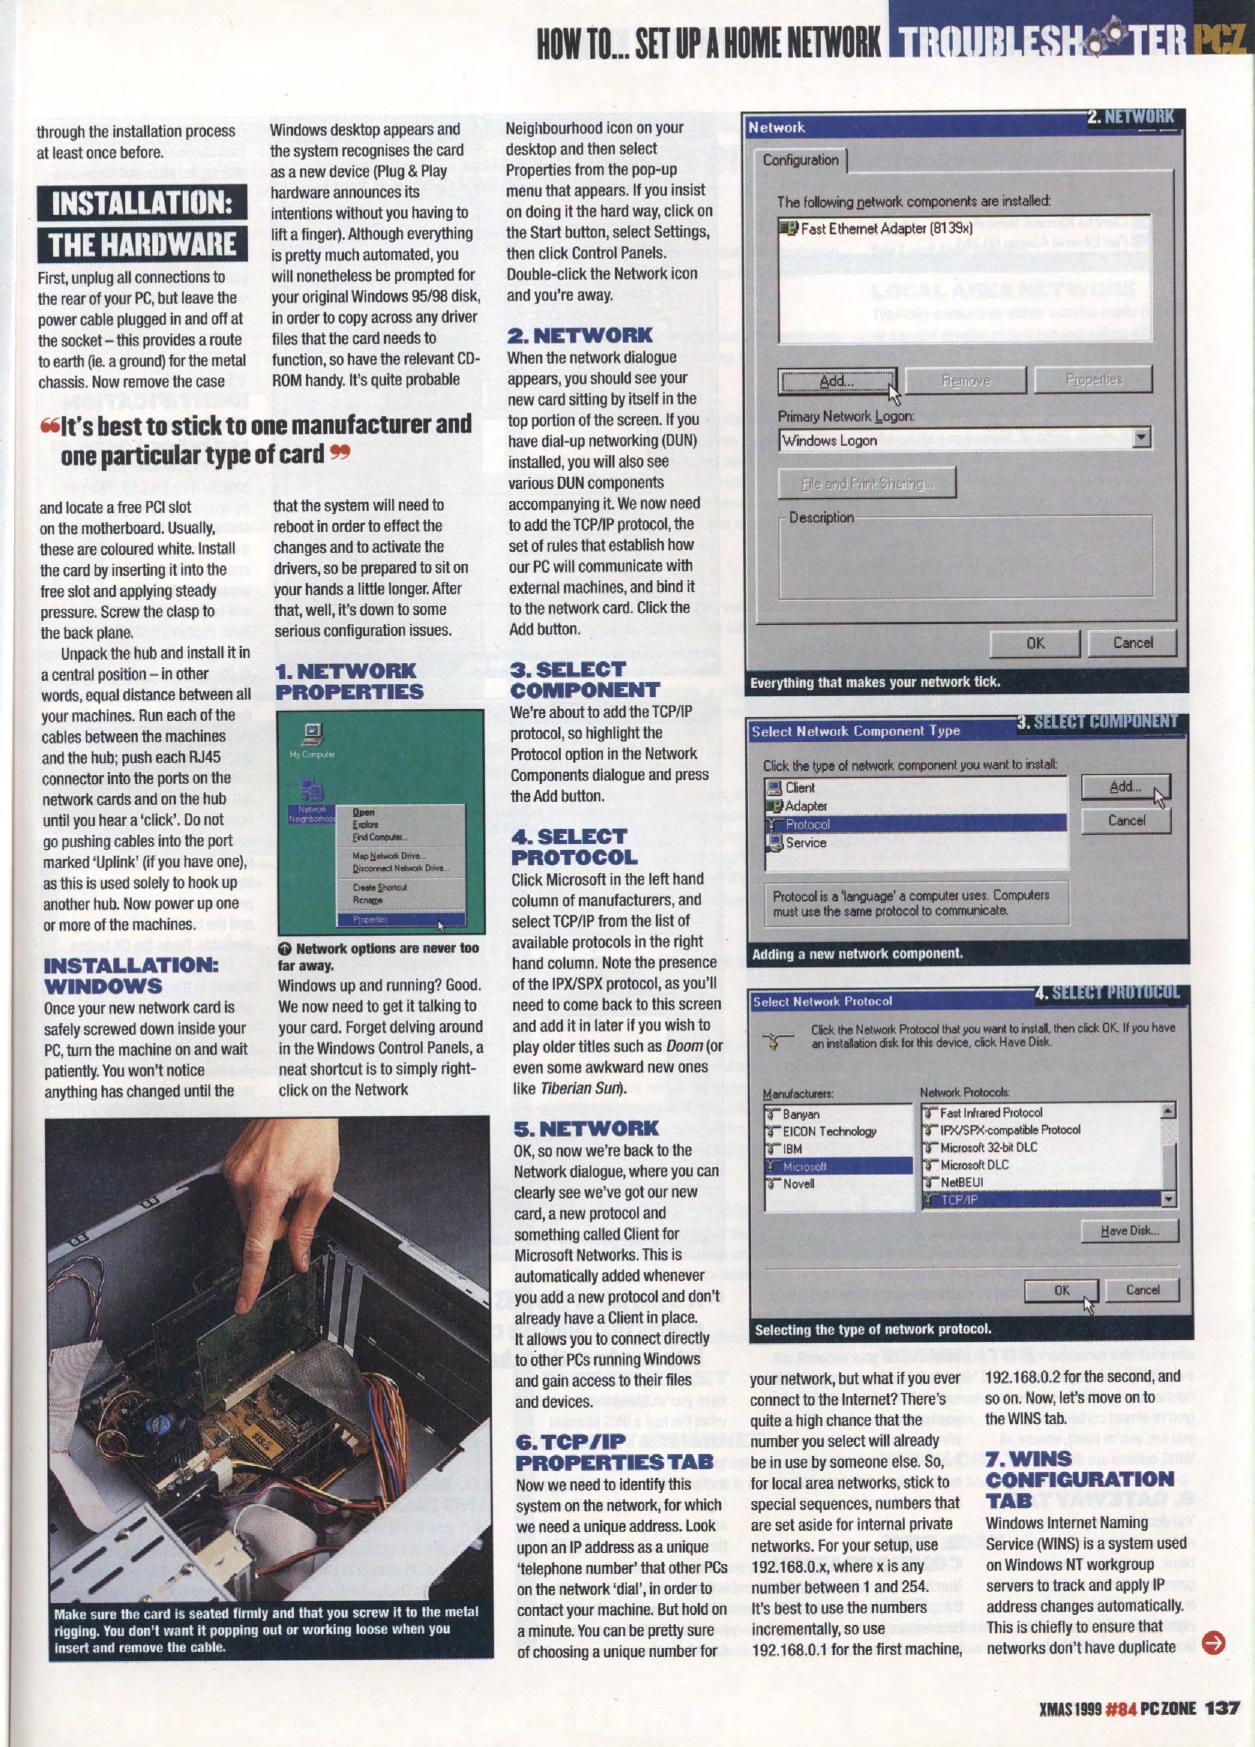 HOW TO... SET UP A HOME NETWORK TROUBLESHOOTER PCZ
through the installation process
at least once before.
INSTALLATION:
THE HARDWARE
First, unplug all connections to
the rear of your PC, but leave the
power cable plugged in and off at
the socket – this provides a route
to earth (ie. a ground) for the metal
chassis. Now remove the case
“It's best to stick to one manufacturer and
one particular type of card”
and locate a free PCI slot
on the motherboard. Usually,
these are coloured white. Install
the card by inserting it into the
free slot and applying steady
pressure. Screw the clasp to
the back plane.
Unpack the hub and install it in
a central position – in other
words, equal distance between all
your machines. Run each of the
cables between the machines
and the hub; push each RJ45
connector into the ports on the
network cards and on the hub
until you hear a 'click'. Do not
go pushing cables into the port
marked 'Uplink' (if you have one),
as this is used solely to hook up
another hub. Now power up one
or more of the machines.
INSTALLATION:
WINDOWS
Once your new network card is
safely screwed down inside your
PC, turn the machine on and wait
patiently. You won't notice
anything has changed until the
Windows desktop appears and
the system recognises the card
as a new device (Plug & Play
hardware announces its
intentions without you having to
lift a finger). Although everything
is pretty much automated, you
will nonetheless be prompted for
your original Windows 95/98 disk,
in order to copy across any driver
files that the card needs to
function, so have the relevant CD-
ROM handy. It's quite probable
that the system will need to
reboot in order to effect the
changes and to activate the
drivers, so be prepared to sit on
your hands a little longer. After
that, well, it's down to some
serious configuration issues.
1. NETWORK
PROPERTIES
My Computer
Network
Neighborhood
Open
Explore
Find Computer...
Map Network Drive...
Disconnect Network Drive...
Create Shortcut
Rename
Properties
Network options are never too
far away.
Windows up and running? Good.
We now need to get it talking to
your card. Forget delving around
in the Windows Control Panels, a
neat shortcut is to simply right-
click on the Network
Neighbourhood icon on your
desktop and then select
Properties from the pop-up
menu that appears. If you insist
on doing it the hard way, click on
the Start button, select Settings,
then click Control Panels.
Double-click the Network icon
and you're away.
2. NETWORK
When the network dialogue
appears, you should see your
new card sitting by itself in the
top portion of the screen. If you
have dial-up networking (DUN)
installed, you will also see
various DUN components
accompanying it. We now need
to add the TCP/IP protocol, the
set of rules that establish how
our PC will communicate with
external machines, and bind it
to the network card. Click the
Add button.
3. SELECT
COMPONENT
We're about to add the TCP/IP
protocol, so highlight the
Protocol option in the Network
Components dialogue and press
the Add button.
4. SELECT
PROTOCOL
Click Microsoft in the left hand
column of manufacturers, and
select TCP/IP from the list of
available protocols in the right
hand column. Note the presence
of the IPX/SPX protocol, as you'll
need to come back to this screen
and add it in later if you wish to
play older titles such as Doom (or
even some awkward new ones
like Tiberian Sun).
5. NETWORK
OK, so now we're back to the
Network dialogue, where you can
clearly see we've got our new
card, a new protocol and
something called Client for
Microsoft Networks. This is
automatically added whenever
you add a new protocol and don't
already have a Client in place.
It allows you to connect directly
to other PCs running Windows
and gain access to their files
and devices.
6. TCP/IP
PROPERTIES TAB
Now we need to identify this
system on the network, for which
we need a unique address. Look
upon an IP address as a unique
'telephone number' that other PCs
on the network 'dial', in order to
contact your machine. But hold on
a minute. You can be pretty sure
of choosing a unique number for
2. NETWORK
Network
Configuration
The following network components are installed:
Fast Ethernet Adapter (8139x)
Add... Remove Properties
Primary Network Logon:
Windows Logon
File and Print Sharing...
Description
OK Cancel
Everything that makes your network tick.
3. SELECT COMPONENT
Select Network Component Type
Click the type of network component you want to install:
Client
Adapter
Protocol
Service
Add...
Cancel
Protocol is a 'language' a computer uses. Computers
must use the same protocol to communicate.
Adding a new network component.
4. SELECT PROTOCOL
Select Network Protocol
Click the Network Protocol that you want to install, then click OK. If you have
an installation disk for this device, click Have Disk.
Manufacturers:
Banyan
EICON Technology
IBM
Microsoft
Novell
Network Protocols:
Fast Infrared Protocol
IPX/SPX-compatible Protocol
Microsoft 32-bit DLC
Microsoft DLC
NetBEUI
TCP/IP
Have Disk...
OK Cancel
Selecting the type of network protocol.
your network, but what if you ever
connect to the Internet? There's
quite a high chance that the
number you select will already
be in use by someone else. So,
for local area networks, stick to
special sequences, numbers that
are set aside for internal private
networks. For your setup, use
192.168.0.x, where x is any
number between 1 and 254.
It's best to use the numbers
incrementally, so use
192.168.0.1 for the first machine,
192.168.0.2 for the second, and
so on. Now, let's move on to
the WINS tab.
7. WINS
CONFIGURATION
TAB
Windows Internet Naming
Service (WINS) is a system used
on Windows NT workgroup
servers to track and apply IP
address changes automatically.
This is chiefly to ensure that
networks don't have duplicate
SiS
Make sure the card is seated firmly and that you screw it to the metal
rigging. You don't want it popping out or working loose when you
insert and remove the cable.
XMAS 1999 #84 PC ZONE 137